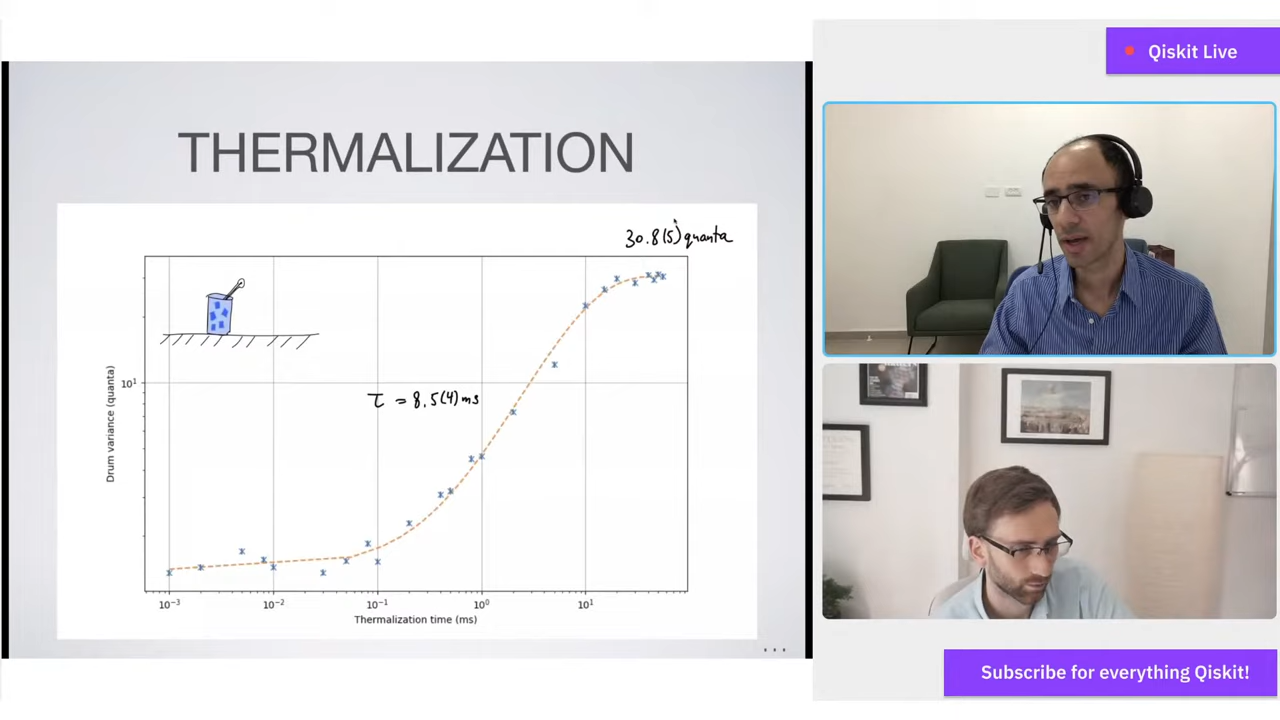 Qiskit Live
THERMALIZATION
30.8(5) quanta
τ = 8.5(4) ms
Drum variance (quanta)
10¹
10⁻³
10⁻²
10⁻¹
10⁰
10¹
Thermalization time (ms)
...
Subscribe for everything Qiskit!